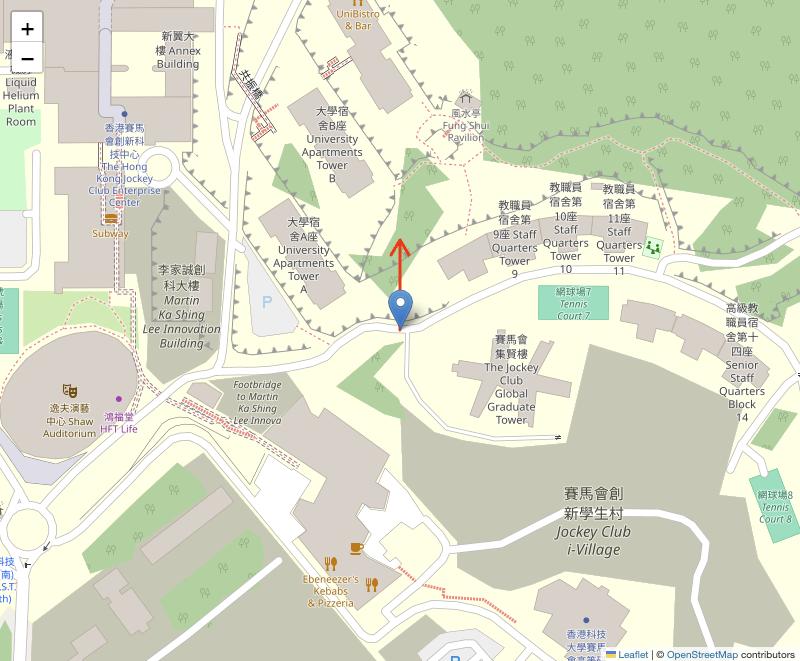 +
−
Liquid
Helium
Plant
Room
新翼大
樓 Annex
Building
共振橋
UniBistro
& Bar
香港賽馬
會創新科
技中心
The Hong
Kong Jockey
Club Enterprise
Center
Subway
大學宿
舍B座
University
Apartments
Tower
B
風水亭
Fung Shui
Pavilion
大學宿
舍A座
University
Apartments
Tower
A
P
李家誠創
科大樓
Martin
Ka Shing
Lee Innovation
Building
教職員
宿舍第
9座 Staff
Quarters
Tower
9
教職員
宿舍第
10座
Staff
Quarters
Tower
10
教職員
宿舍第
11座
Staff
Quarters
Tower
11
網球場7
Tennis
Court 7
高級教
職員宿
舍第十
四座
Senior
Staff
Quarters
Block
14
賽馬會
集賢樓
The Jockey
Club
Global
Graduate
Tower
逸夫演藝
中心 Shaw
Auditorium
鴻福堂
HFT Life
Footbridge
to Martin
Ka Shing
Lee Innova
賽馬會創
新學生村
Jockey Club
i-Village
網球場8
Tennis
Court 8
Ebeneezer's
Kebabs
& Pizzeria
P
香港科技
大學賽馬
Leaflet | © OpenStreetMap contributors